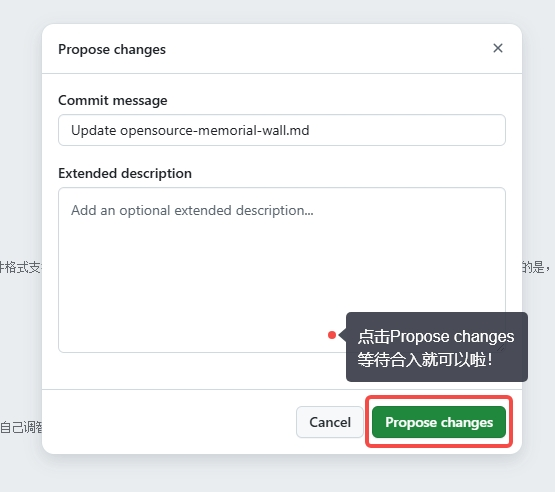 Propose changes
Commit message
Update opensource-memorial-wall.md
Extended description
Add an optional extended description...
件格式支
的是，
点击Propose changes
等待合入就可以啦！
自己调智
Cancel
Propose changes